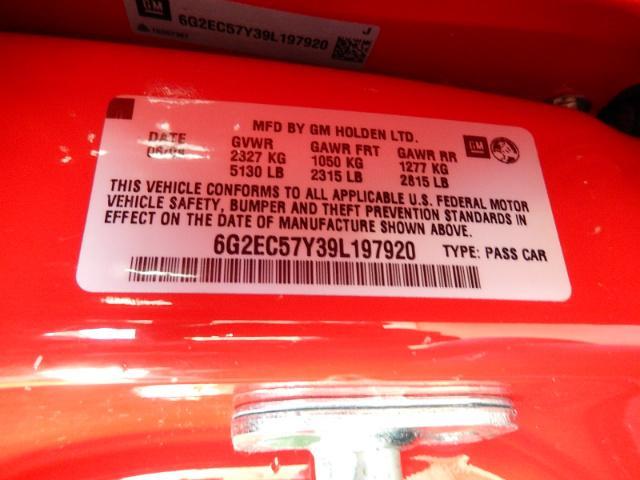 GM
6G2EC57Y39L197920
J
MFD BY GM HOLDEN LTD.
DATE GVWR GAWR FRT GAWR RR GM
2327 KG 1050 KG 1277 KG
5130 LB 2315 LB 2815 LB
THIS VEHICLE CONFORMS TO ALL APPLICABLE U.S. FEDERAL MOTOR
VEHICLE SAFETY, BUMPER AND THEFT PREVENTION STANDARDS IN
EFFECT ON THE DATE OF MANUFACTURE SHOWN ABOVE.
6G2EC57Y39L197920 TYPE: PASS CAR